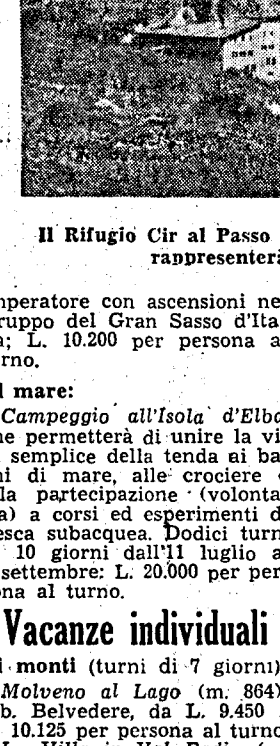 Il Rifugio Cir al Passo
rappresenterà
mperatore con ascensioni ne
ruppo del Gran Sasso d'Ita
a; L. 10.200 per persona a
rno.
l mare:
Campeggio all'Isola d'Elba
ne permetterà di unire la vi
a semplice della tenda ai ba
ni di mare, alle crociere
la partecipazione (volonta
a) a corsi ed esperimenti d
esca subacquea. Dodici turn
10 giorni dall'11 luglio a
settembre: L. 20.000 per per
ona al turno.
Vacanze individuali
i monti (turni di 7 giorni)
Molveno al Lago (m. 864)
b. Belvedere, da L. 9.450
10.125 per persona al turno